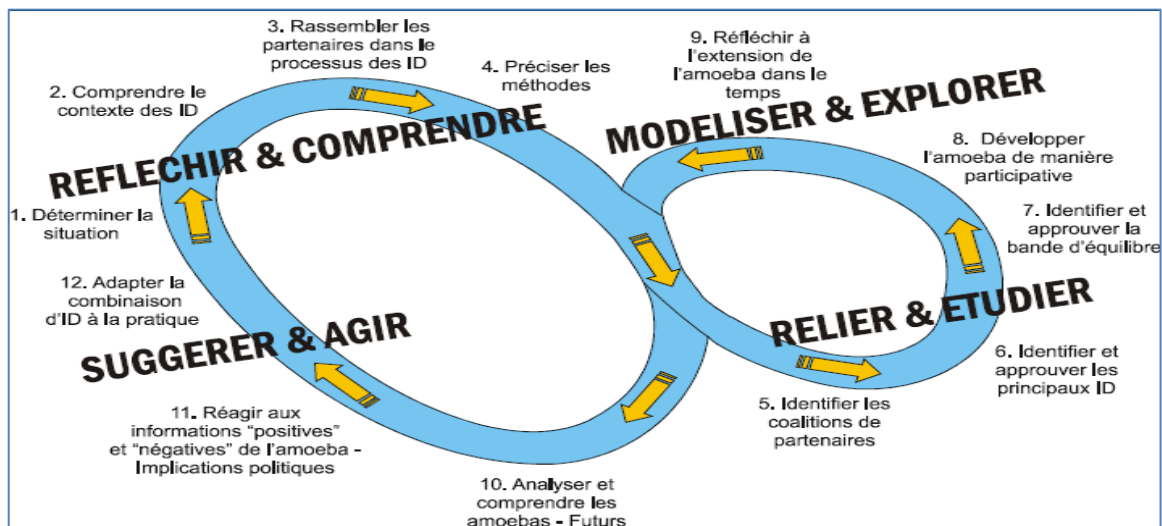 1. Déterminer la
situation
2. Comprendre le
contexte des ID
3. Rassembler les
partenaires dans le
processus des ID
4. Préciser les
méthodes
REFLECHIR & COMPRENDRE
5. Identifier les
coalitions de
partenaires
6. Identifier et
approuver les
principaux ID
RELIER & ETUDIER
7. Identifier et
approuver la
bande d'équilibre
8. Développer
l'amoeba de manière
participative
9. Réfléchir à
l'extension de
l'amoeba dans le
temps
MODELISER & EXPLORER
10. Analyser et
comprendre les
amoebas - Futurs
11. Réagir aux
informations "positives"
et "négatives" de l'amoeba -
Implications politiques
12. Adapter la
combinaison
d'ID à la pratique
SUGGERER & AGIR